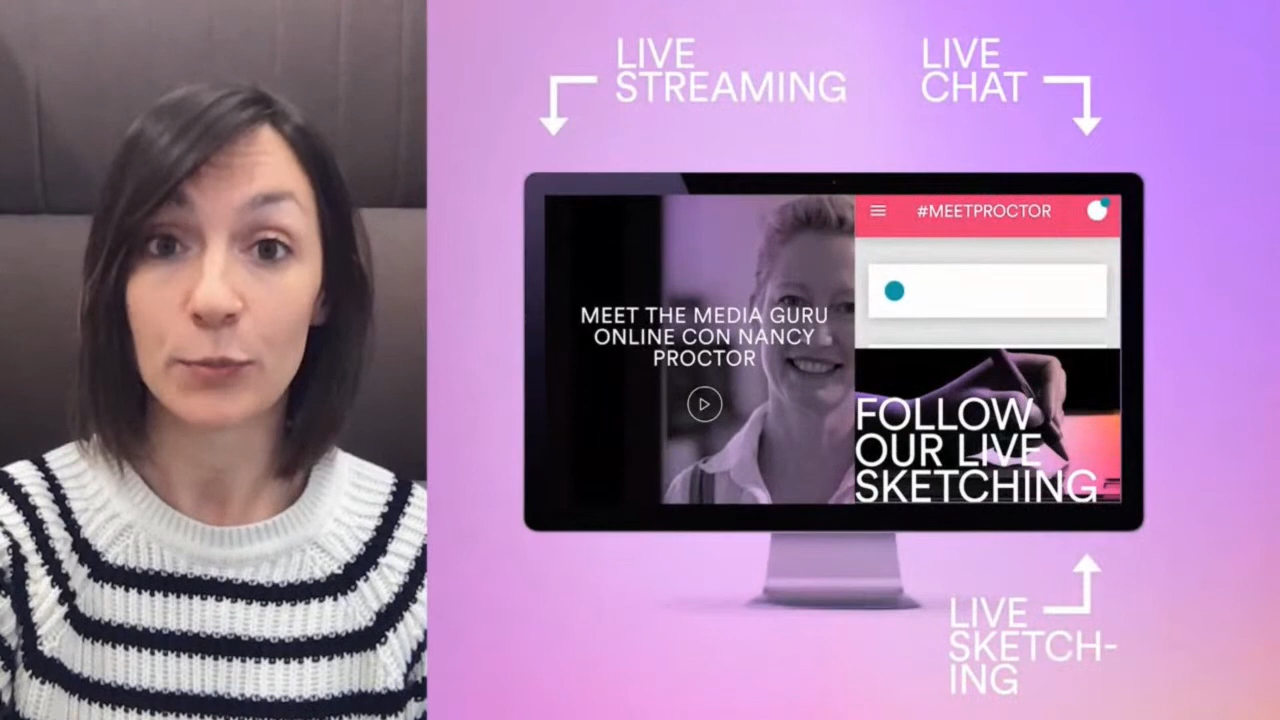 LIVE
STREAMING
LIVE
CHAT
#MEETPROCTOR
MEET THE MEDIA GURU
ONLINE CON NANCY
PROCTOR
FOLLOW
OUR LIVE
SKETCHING
LIVE
SKETCH-
ING